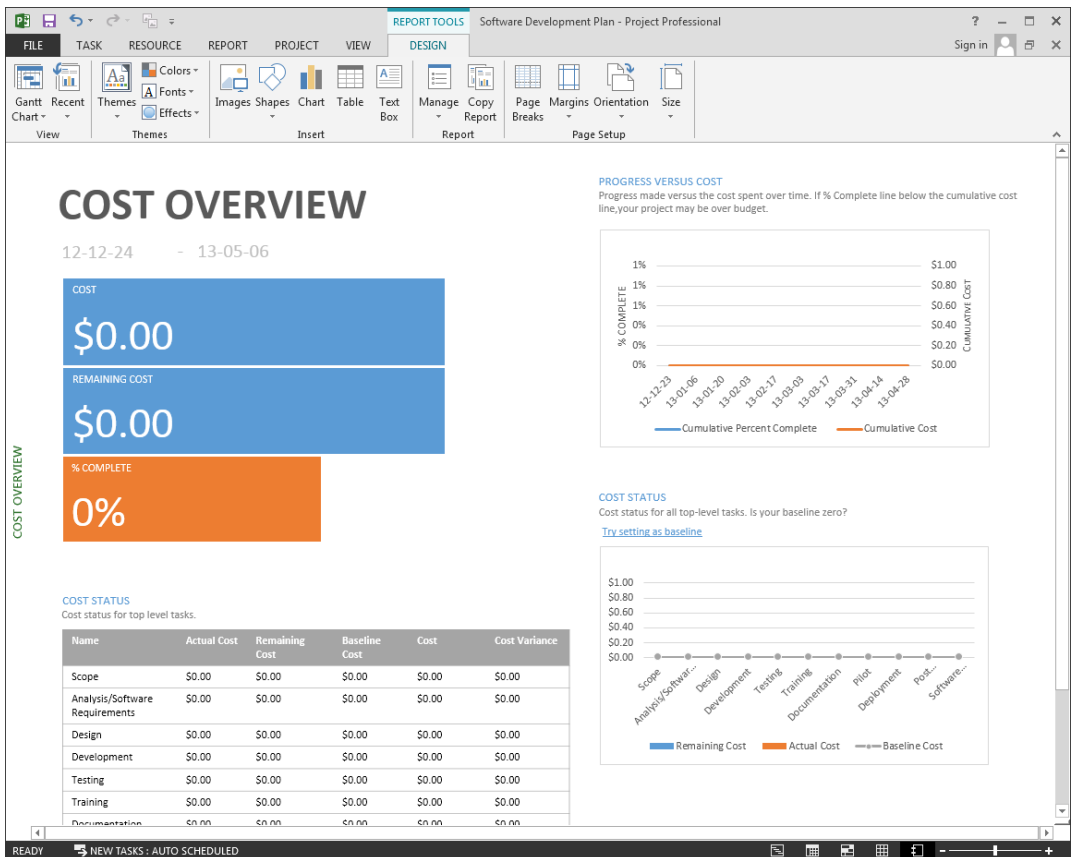 REPORT TOOLS Software Development Plan - Project Professional
FILE TASK RESOURCE REPORT PROJECT VIEW DESIGN Sign in
Gantt Chart Recent Themes Colors Fonts Effects Images Shapes Chart Table Text Box Manage Copy Report Page Breaks Margins Orientation Size
View Themes Insert Report Page Setup
COST OVERVIEW
COST OVERVIEW
12-12-24 - 13-05-06
COST
$0.00
REMAINING COST
$0.00
% COMPLETE
0%
COST STATUS
Cost status for top level tasks.
Name Actual Cost Remaining Cost Baseline Cost Cost Cost Variance
Scope $0.00 $0.00 $0.00 $0.00 $0.00
Analysis/Software Requirements $0.00 $0.00 $0.00 $0.00 $0.00
Design $0.00 $0.00 $0.00 $0.00 $0.00
Development $0.00 $0.00 $0.00 $0.00 $0.00
Testing $0.00 $0.00 $0.00 $0.00 $0.00
Training $0.00 $0.00 $0.00 $0.00 $0.00
Documentation $0.00 $0.00 $0.00 $0.00 $0.00
PROGRESS VERSUS COST
Progress made versus the cost spent over time. If % Complete line below the cumulative cost
line,your project may be over budget.
% COMPLETE
1% $1.00
1% $0.80
1% $0.60
0% $0.40
0% $0.20
0% $0.00
CUMULATIVE COST
12-12-23 13-01-06 13-01-20 13-02-03 13-02-17 13-03-03 13-03-17 13-03-31 13-04-14 13-04-28
Cumulative Percent Complete Cumulative Cost
COST STATUS
Cost status for all top-level tasks. Is your baseline zero?
Try setting as baseline
$1.00
$0.80
$0.60
$0.40
$0.20
$0.00
Scope Analysis/Softwar... Design Development Testing Training Documentation Pilot Deployment Post... Software...
Remaining Cost Actual Cost Baseline Cost
READY NEW TASKS : AUTO SCHEDULED